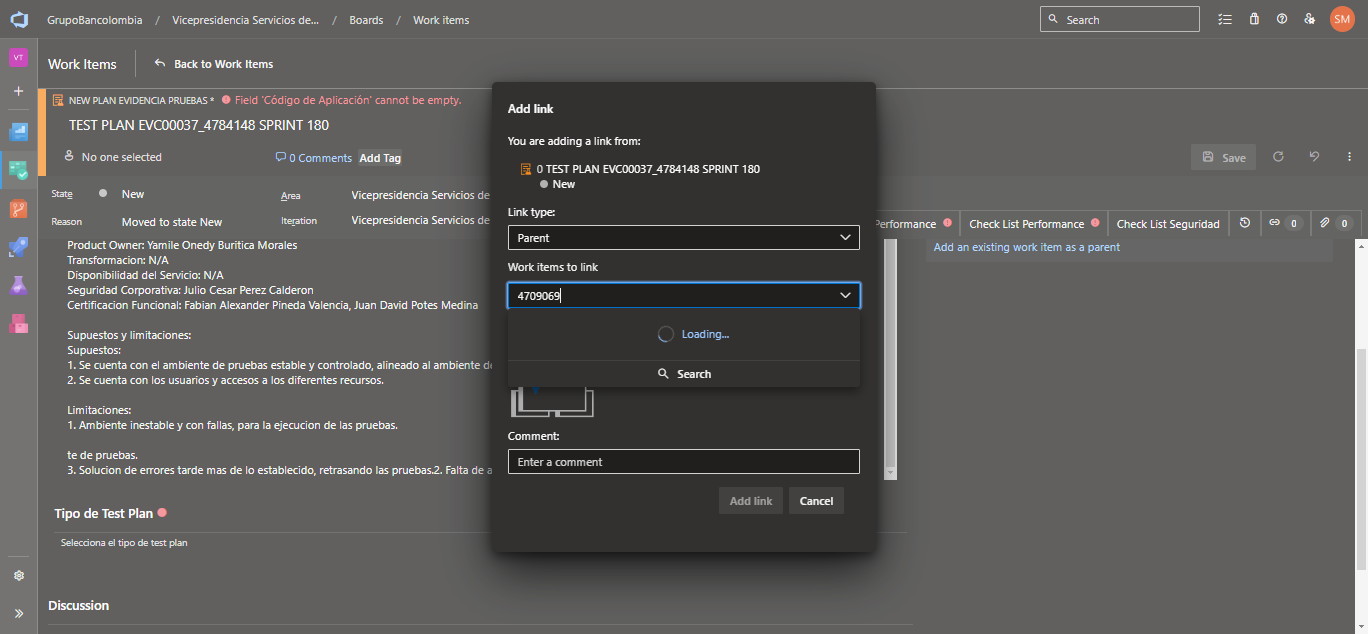 GrupoBancolombia / Vicepresidencia Servicios de... / Boards / Work items
Search
SM
VT
Work Items
Back to Work Items
NEW PLAN EVIDENCIA PRUEBAS * Field 'Código de Aplicación' cannot be empty.
TEST PLAN EVC00037_4784148 SPRINT 180
No one selected
0 Comments
Add Tag
Save
State
New
Area
Vicepresidencia Servicios de
Reason
Moved to state New
Iteration
Vicepresidencia Servicios de
Performance
Check List Performance
Check List Seguridad
0
0
Product Owner: Yamile Onedy Buritica Morales
Transformacion: N/A
Disponibilidad del Servicio: N/A
Seguridad Corporativa: Julio Cesar Perez Calderon
Certificacion Funcional: Fabian Alexander Pineda Valencia, Juan David Potes Medina
Supuestos y limitaciones:
Supuestos:
1. Se cuenta con el ambiente de pruebas estable y controlado, alineado al ambiente de
2. Se cuenta con los usuarios y accesos a los diferentes recursos.
Limitaciones:
1. Ambiente inestable y con fallas, para la ejecucion de las pruebas.
te de pruebas.
3. Solucion de errores tarde mas de lo establecido, retrasando las pruebas.2. Falta de a
Tipo de Test Plan
Selecciona el tipo de test plan
Discussion
Add an existing work item as a parent
Add link
You are adding a link from:
0 TEST PLAN EVC00037_4784148 SPRINT 180
New
Link type:
Parent
Work items to link
4709069
Loading...
Search
Comment:
Enter a comment
Add link
Cancel